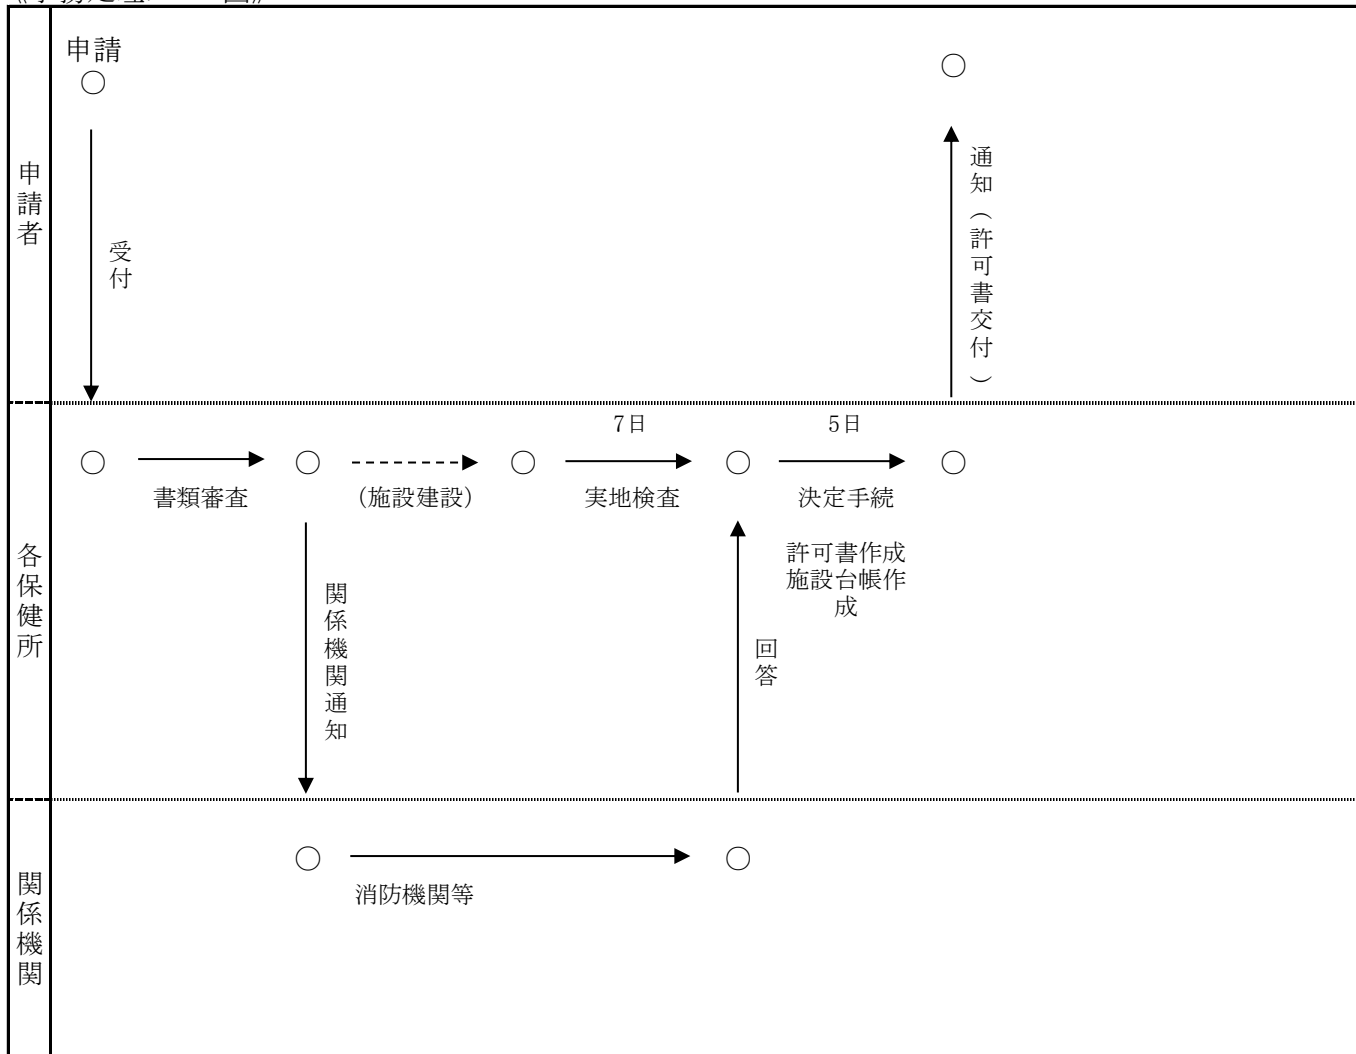 申請
申請者
受付
通知（許可書交付）
7日
5日
書類審査
（施設建設）
実地検査
決定手続
許可書作成
施設台帳作
成
各保健所
関係機関通知
回答
消防機関等
関係機関